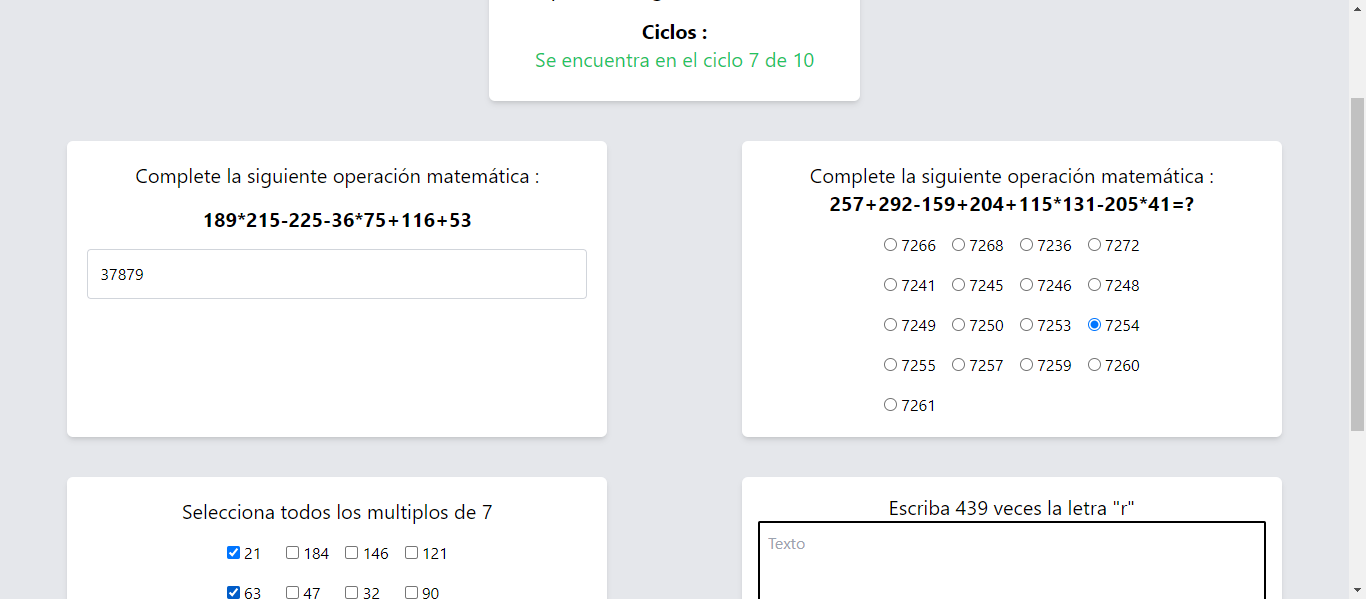 Ciclos :
Se encuentra en el ciclo 7 de 10
Complete la siguiente operación matemática :
189*215-225-36*75+116+53
37879
Complete la siguiente operación matemática :
257+292-159+204+115*131-205*41=?
7266 7268 7236 7272
7241 7245 7246 7248
7249 7250 7253 7254
7255 7257 7259 7260
7261
Selecciona todos los multiplos de 7
21 184 146 121
63 47 32 90
Escriba 439 veces la letra "r"
Texto